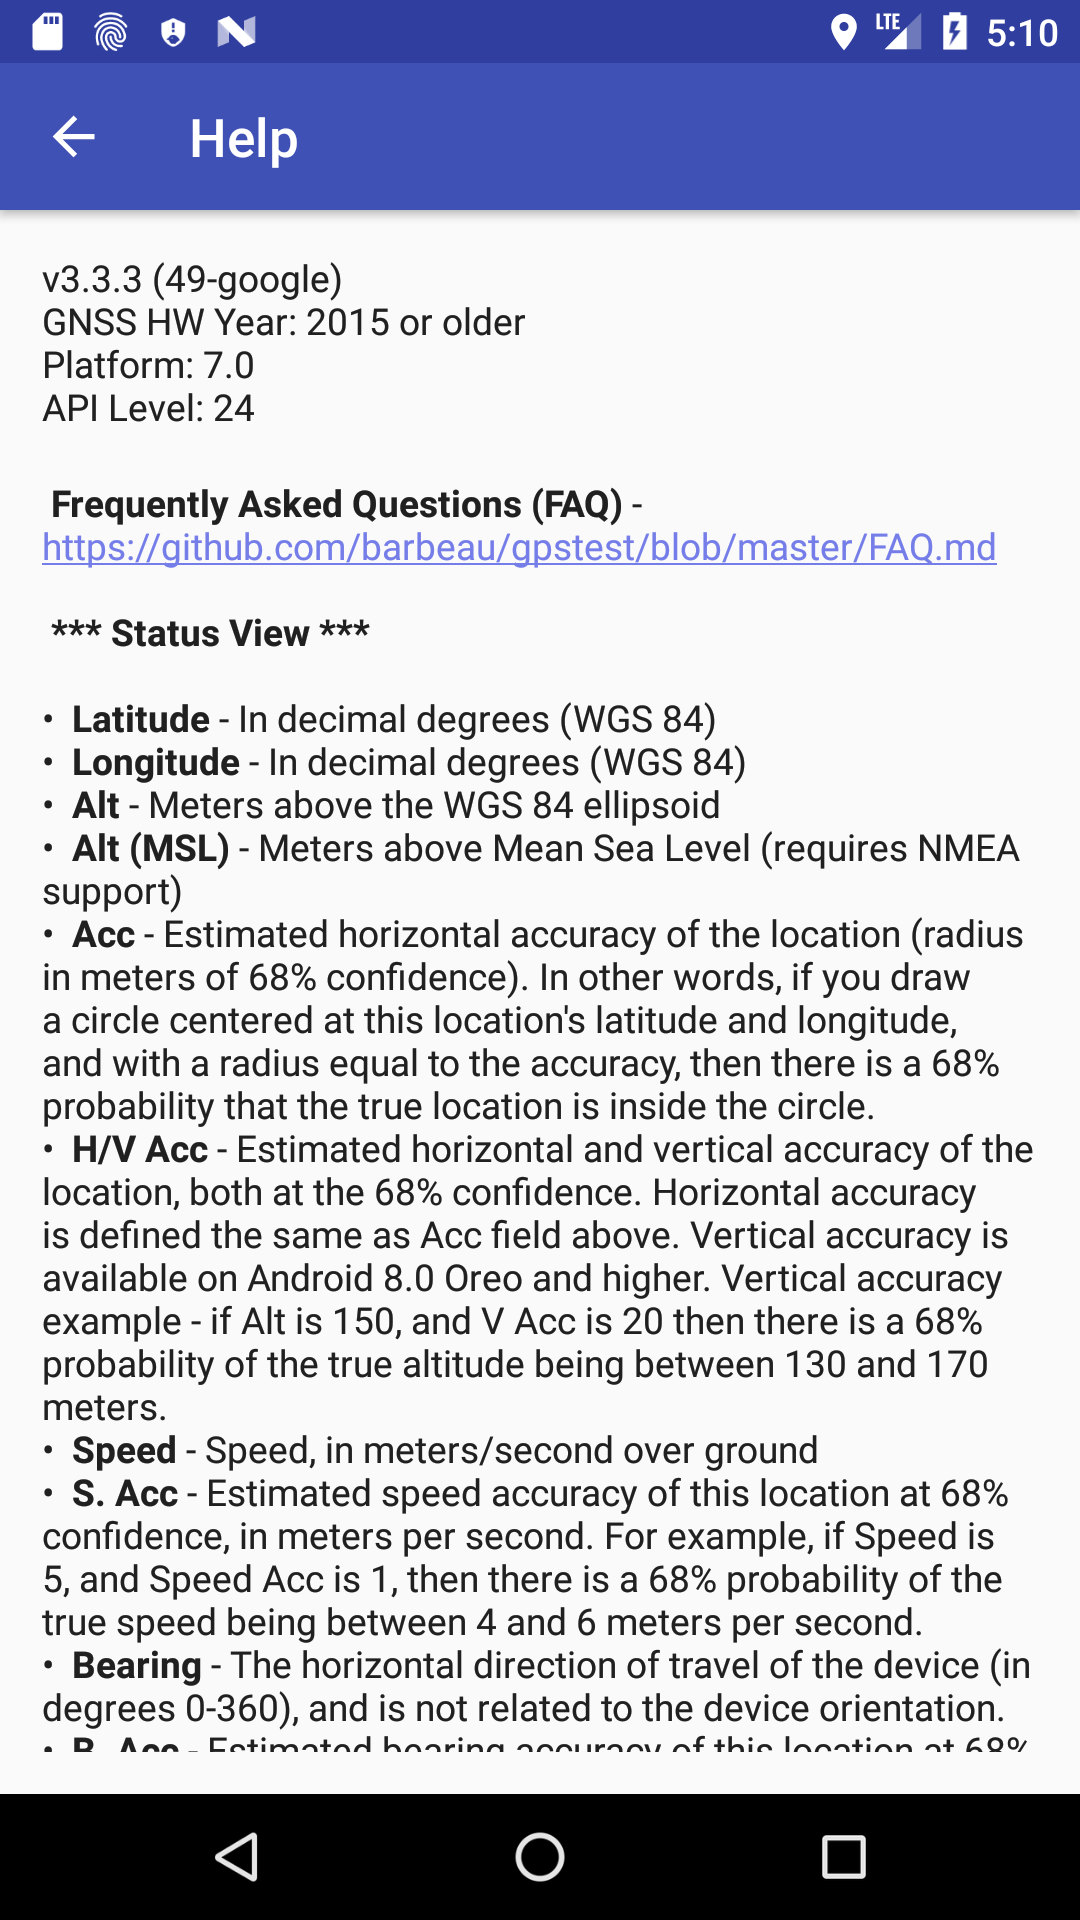 LTE 5:10
Help
v3.3.3 (49-google)
GNSS HW Year: 2015 or older
Platform: 7.0
API Level: 24
Frequently Asked Questions (FAQ) -
https://github.com/barbeau/gpstest/blob/master/FAQ.md
*** Status View ***
• Latitude - In decimal degrees (WGS 84)
• Longitude - In decimal degrees (WGS 84)
• Alt - Meters above the WGS 84 ellipsoid
• Alt (MSL) - Meters above Mean Sea Level (requires NMEA
support)
• Acc - Estimated horizontal accuracy of the location (radius
in meters of 68% confidence). In other words, if you draw
a circle centered at this location's latitude and longitude,
and with a radius equal to the accuracy, then there is a 68%
probability that the true location is inside the circle.
• H/V Acc - Estimated horizontal and vertical accuracy of the
location, both at the 68% confidence. Horizontal accuracy
is defined the same as Acc field above. Vertical accuracy is
available on Android 8.0 Oreo and higher. Vertical accuracy
example - if Alt is 150, and V Acc is 20 then there is a 68%
probability of the true altitude being between 130 and 170
meters.
• Speed - Speed, in meters/second over ground
• S. Acc - Estimated speed accuracy of this location at 68%
confidence, in meters per second. For example, if Speed is
5, and Speed Acc is 1, then there is a 68% probability of the
true speed being between 4 and 6 meters per second.
• Bearing - The horizontal direction of travel of the device (in
degrees 0-360), and is not related to the device orientation.
• B. Acc - Estimated bearing accuracy of this location at 68%